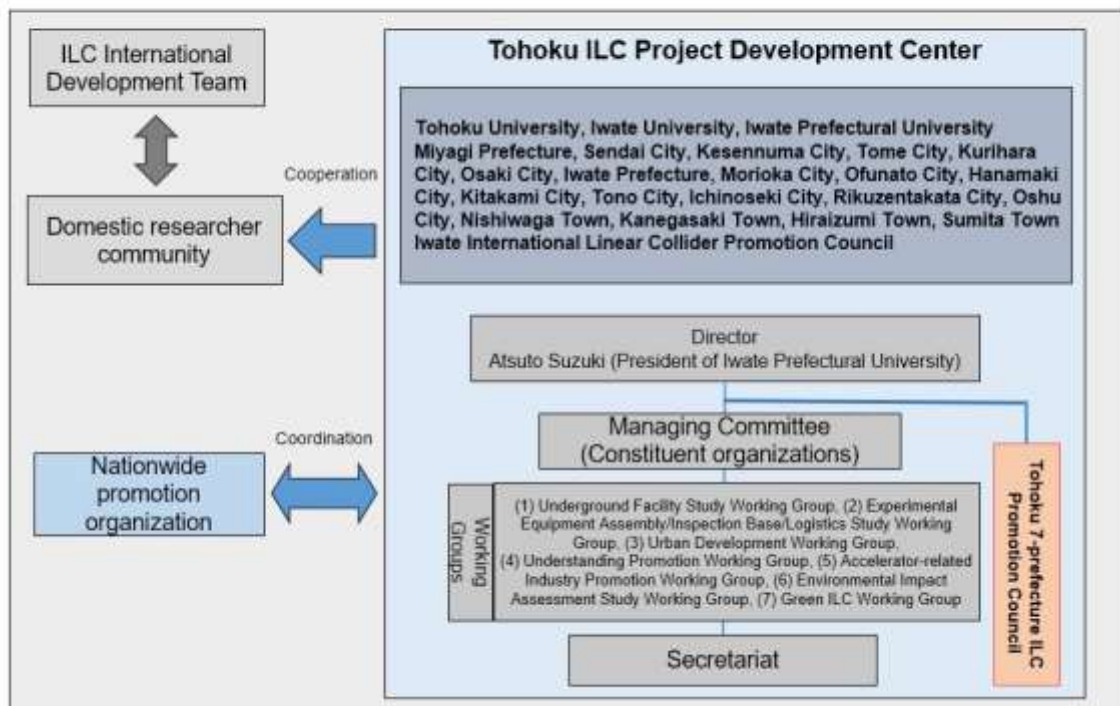 ILC International
Development Team
Domestic researcher
community
Cooperation
Nationwide
promotion
organization
Coordination
Tohoku ILC Project Development Center
Tohoku University, Iwate University, Iwate Prefectural University
Miyagi Prefecture, Sendai City, Kesennuma City, Tome City, Kurihara
City, Osaki City, Iwate Prefecture, Morioka City, Ofunato City, Hanamaki
City, Kitakami City, Tono City, Ichinoseki City, Rikuzentakata City, Oshu
City, Nishiwaga Town, Kanegasaki Town, Hiraizumi Town, Sumita Town
Iwate International Linear Collider Promotion Council
Director
Atsuto Suzuki (President of Iwate Prefectural University)
Managing Committee
(Constituent organizations)
Working
Groups
(1) Underground Facility Study Working Group, (2) Experimental
Equipment Assembly/Inspection Base/Logistics Study Working
Group, (3) Urban Development Working Group,
(4) Understanding Promotion Working Group, (5) Accelerator-related
Industry Promotion Working Group, (6) Environmental Impact
Assessment Study Working Group, (7) Green ILC Working Group
Secretariat
Tohoku 7-prefecture ILC
Promotion Council